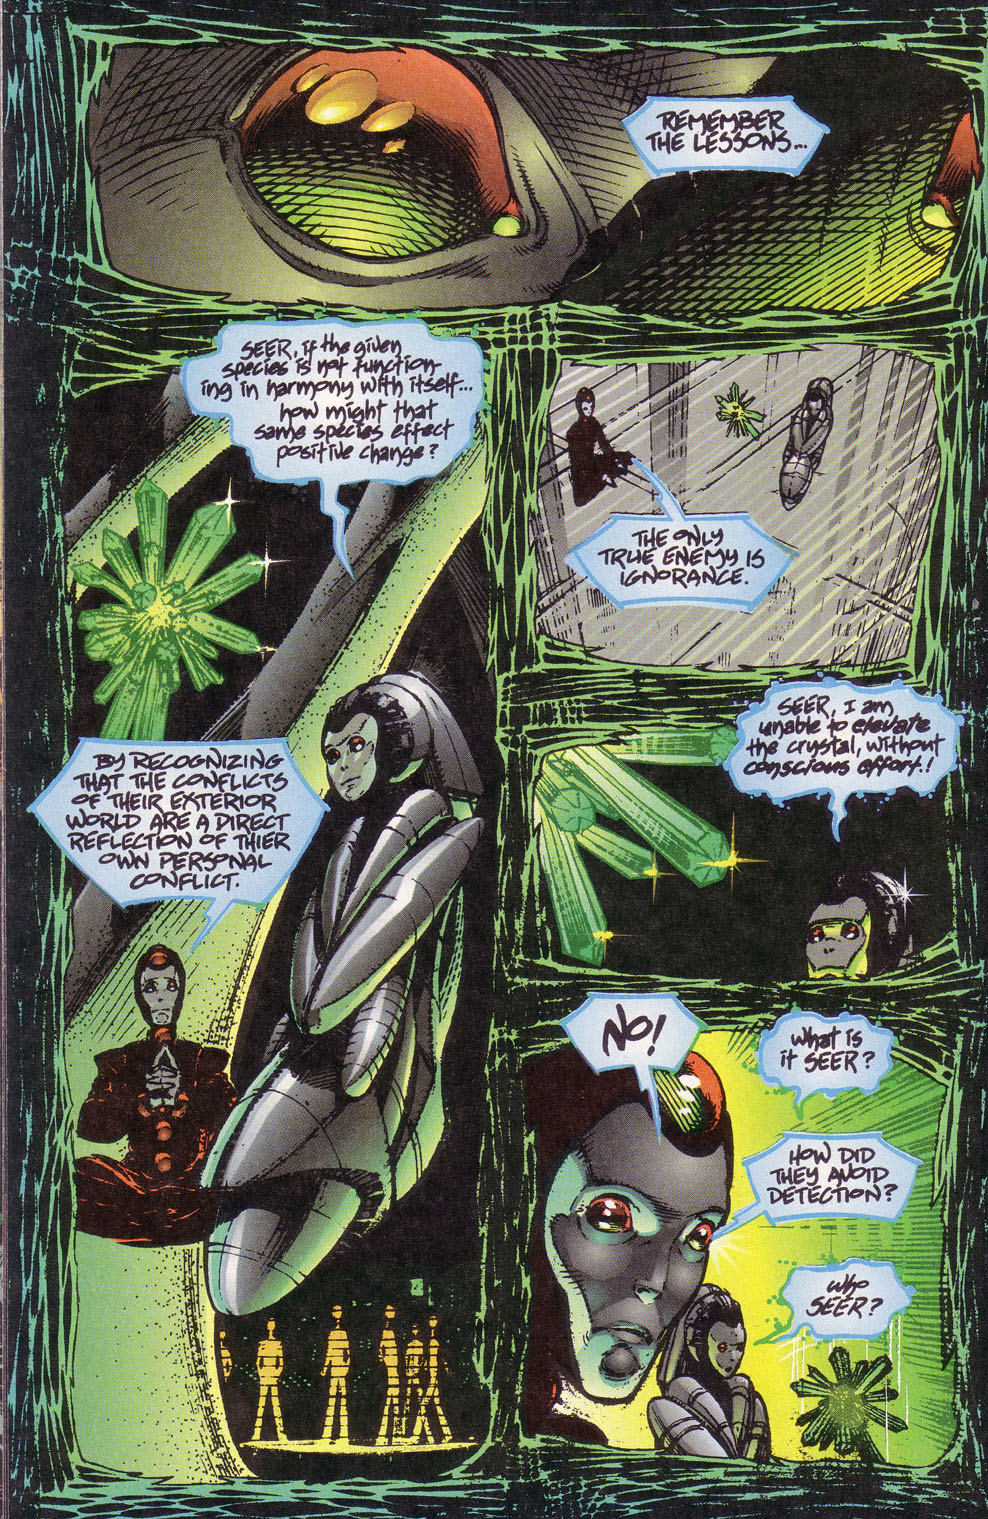 REMEMBER
THE LESSONS...
SEER, if the given
species is not function-
ing in harmony with itself...
how might that
same species effect
positive change?
BY RECOGNIZING
THAT THE CONFLICTS
OF THEIR EXTERIOR
WORLD ARE A DIRECT
REFLECTION OF THIER
OWN PERSONAL
CONFLICT.
THE ONLY
TRUE ENEMY IS
IGNORANCE.
SEER, I am
unable to elevate
the crystal, without
conscious effort!!
NO!
What is
it SEER?
HOW DID
THEY AVOID
DETECTION?
Who
SEER?